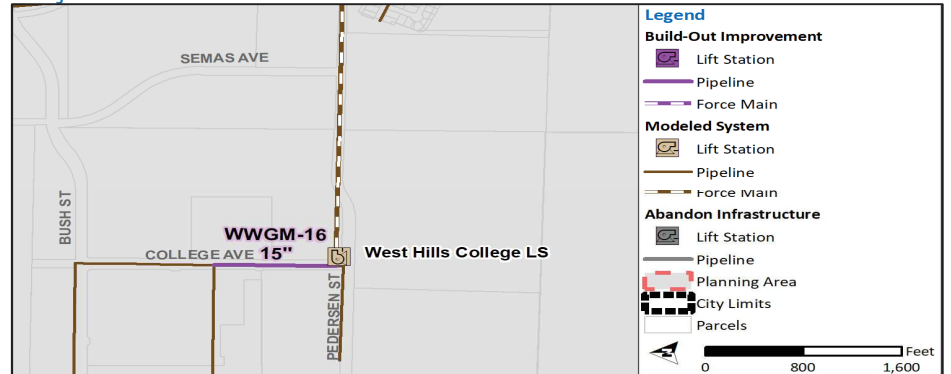 SEMAS AVE
BUSH ST
WWGM-16
COLLEGE AVE 15"
West Hills College LS
PEDERSEN ST
Legend
Build-Out Improvement
Lift Station
Pipeline
Force Main
Modeled System
Lift Station
Pipeline
Force Main
Abandon Infrastructure
Lift Station
Pipeline
Planning Area
City Limits
Parcels
N
Feet
0 800 1,600